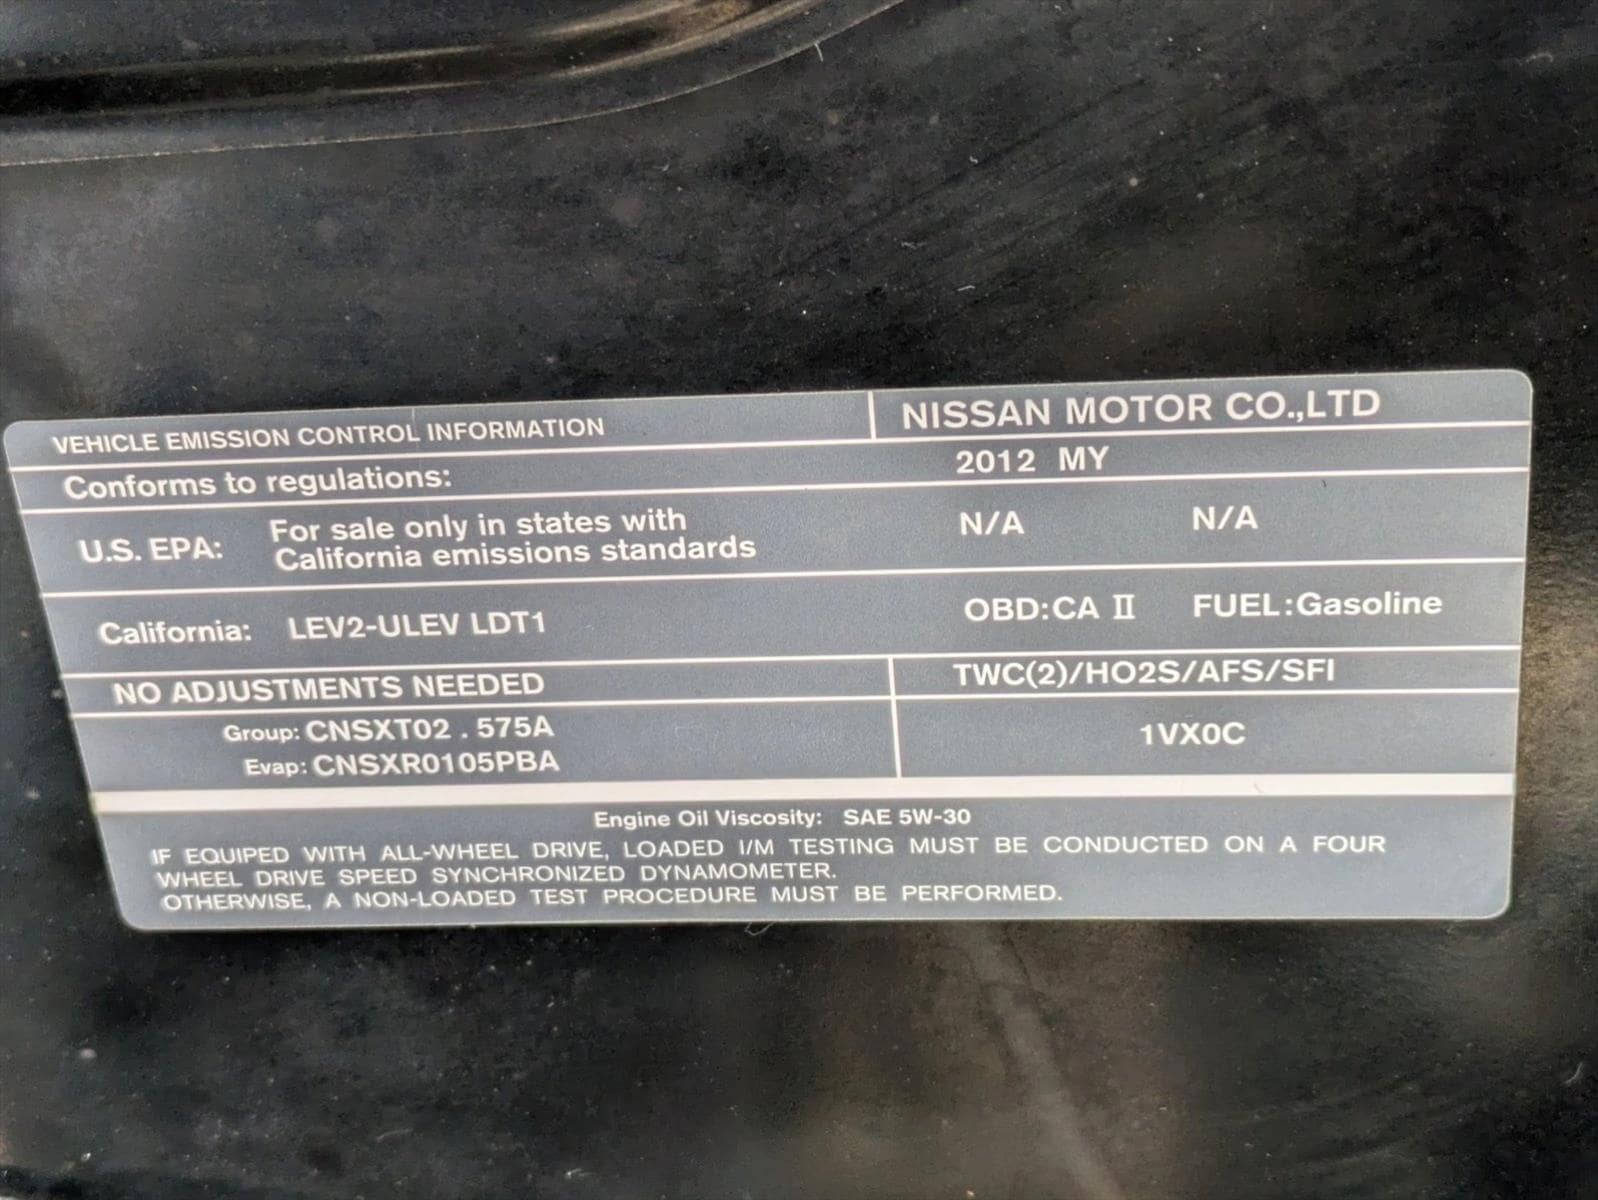 VEHICLE EMISSION CONTROL INFORMATION NISSAN MOTOR CO.,LTD
Conforms to regulations: 2012 MY
U.S. EPA: For sale only in states with N/A N/A
California emissions standards
California: LEV2-ULEV LDT1 OBD:CA II FUEL:Gasoline
NO ADJUSTMENTS NEEDED TWC(2)/HO2S/AFS/SFI
Group: CNSXT02 . 575A 1VX0C
Evap: CNSXR0105PBA
Engine Oil Viscosity: SAE 5W-30
IF EQUIPED WITH ALL-WHEEL DRIVE, LOADED I/M TESTING MUST BE CONDUCTED ON A FOUR
WHEEL DRIVE SPEED SYNCHRONIZED DYNAMOMETER.
OTHERWISE, A NON-LOADED TEST PROCEDURE MUST BE PERFORMED.